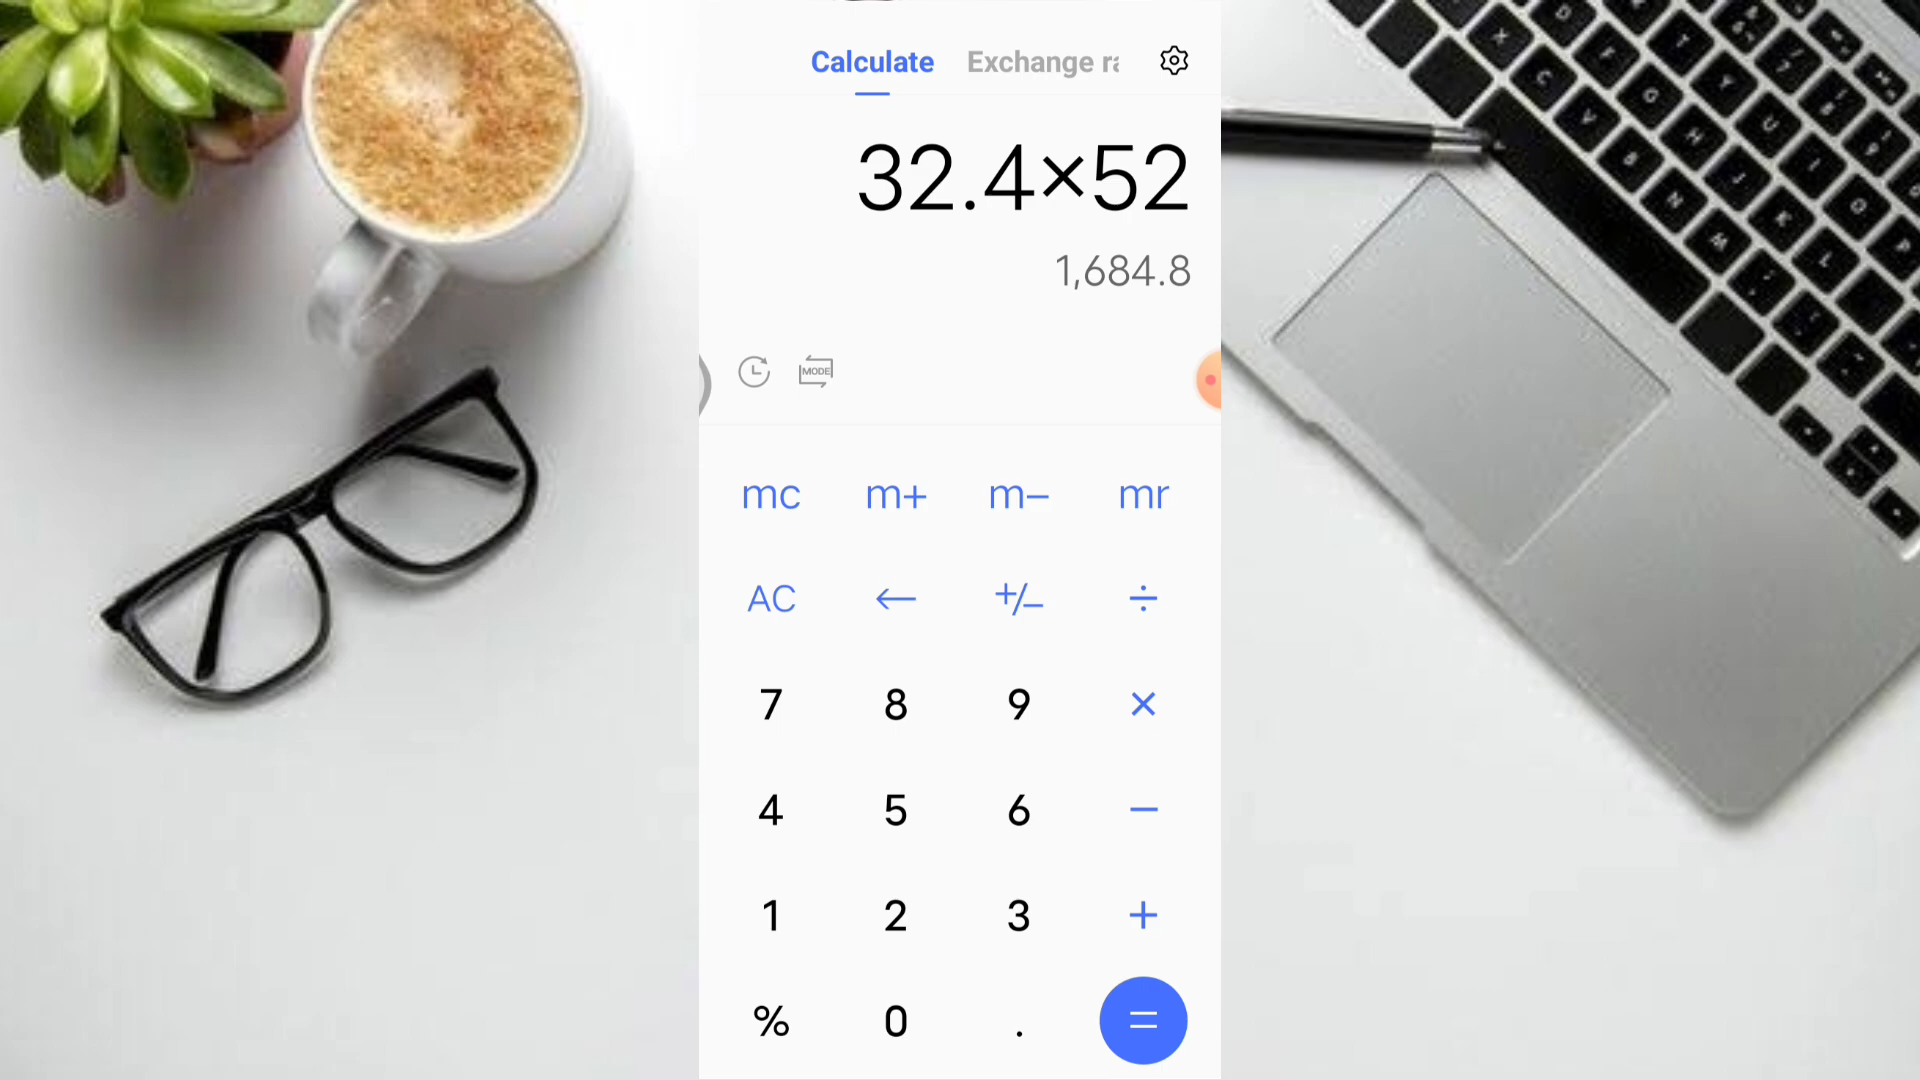 Calculate Exchange ra
32.4×52
1,684.8
MODE
mc m+ m– mr
AC ← +/– ÷
7 8 9 ×
4 5 6 −
1 2 3 +
% 0 . =